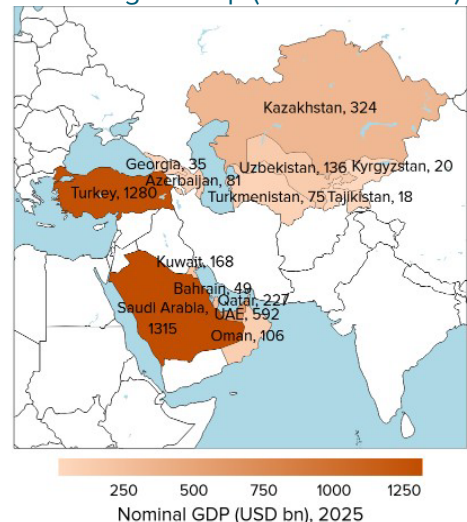 Kazakhstan, 324
Georgia, 35
Uzbekistan, 136
Kyrgyzstan, 20
Azerbaijan, 81
Turkey, 1280
Turkmenistan, 75
Tajikistan, 18
Kuwait, 168
Bahrain, 49
Qatar, 227
Saudi Arabia,
1315
UAE, 592
Oman, 106
250 500 750 1000 1250
Nominal GDP (USD bn), 2025